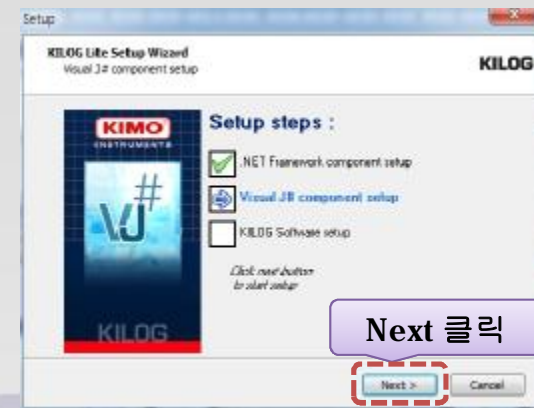 Setup
KILOG Lite Setup Wizard
Visual J# component setup
KILOG
KIMO
INSTRUMENTS
VJ#
KILOG
Setup steps :
.NET Framework component setup
Visual J# component setup
KILOG Software setup
Click next button
to start setup
Next 클릭
Next >
Cancel